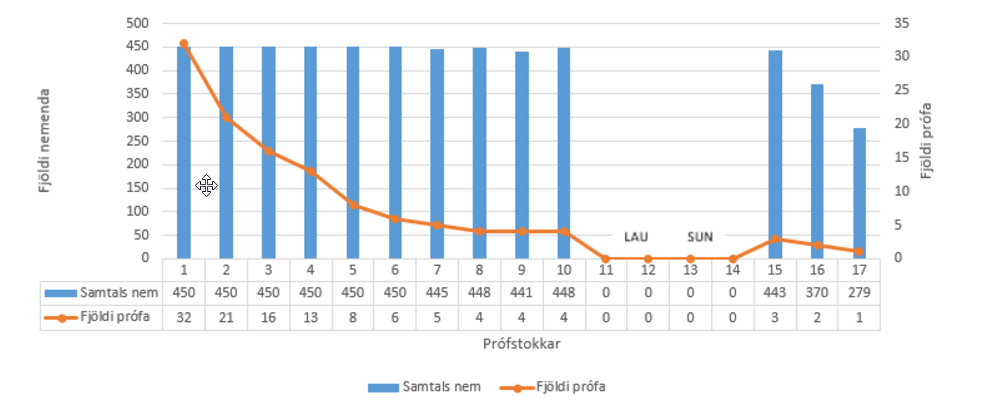 500 35
450 30
400 25
350 20
300 15
250 10
200 5
150 0
100
50
0
Fjöldi nemenda
Fjöldi prófa
LAU SUN
1 2 3 4 5 6 7 8 9 10 11 12 13 14 15 16 17
Samtals nem 450 450 450 450 450 450 445 448 441 448 0 0 0 0 443 370 279
Fjöldi prófa 32 21 16 13 8 6 5 4 4 4 0 0 0 0 3 2 1
Prófstokkar
Samtals nem Fjöldi prófa